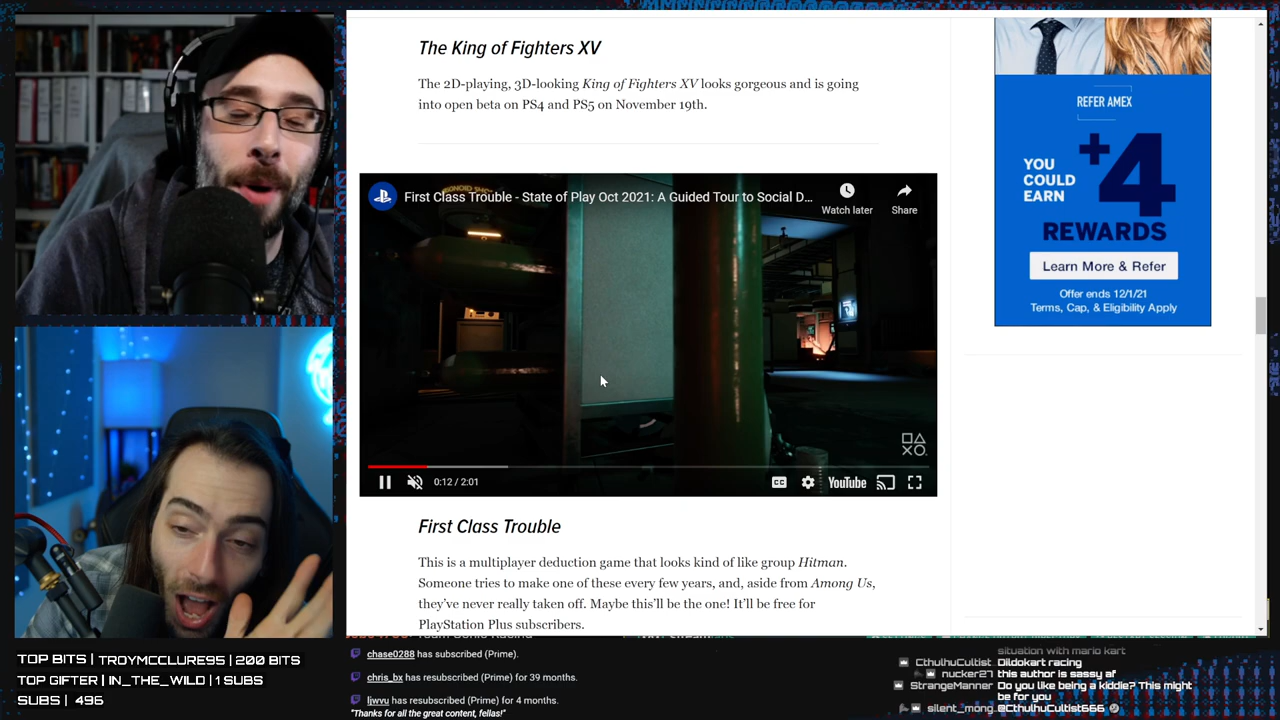 The King of Fighters XV
The 2D-playing, 3D-looking King of Fighters XV looks gorgeous and is going
into open beta on PS4 and PS5 on November 19th.
First Class Trouble - State of Play Oct 2021: A Guided Tour to Social D...
Watch later
Share
0:12 / 2:01
CC
YouTube
First Class Trouble
This is a multiplayer deduction game that looks kind of like group Hitman.
Someone tries to make one of these every few years, and, aside from Among Us,
they've never really taken off. Maybe this'll be the one! It'll be free for
PlayStation Plus subscribers.
REFER AMEX
YOU
COULD
EARN
+4
REWARDS
Learn More & Refer
Offer ends 12/1/21
Terms, Cap, & Eligibility Apply
TOP BITS | TROYMCCLURE95 | 200 BITS
TOP GIFTER | IN_THE_WILD | 1 SUBS
SUBS | 496
chase0288 has subscribed (Prime).
chris_bx has resubscribed (Prime) for 39 months.
ljwvu has resubscribed (Prime) for 4 months.
"Thanks for all the great content, fellas!"
situation with mario kart
CthulhuCultist Dildokart racing
nucker27 this author is sassy af
StrangeManner Do you like being a kiddie? This might
be for you
silent_mong @CthulhuCultist666